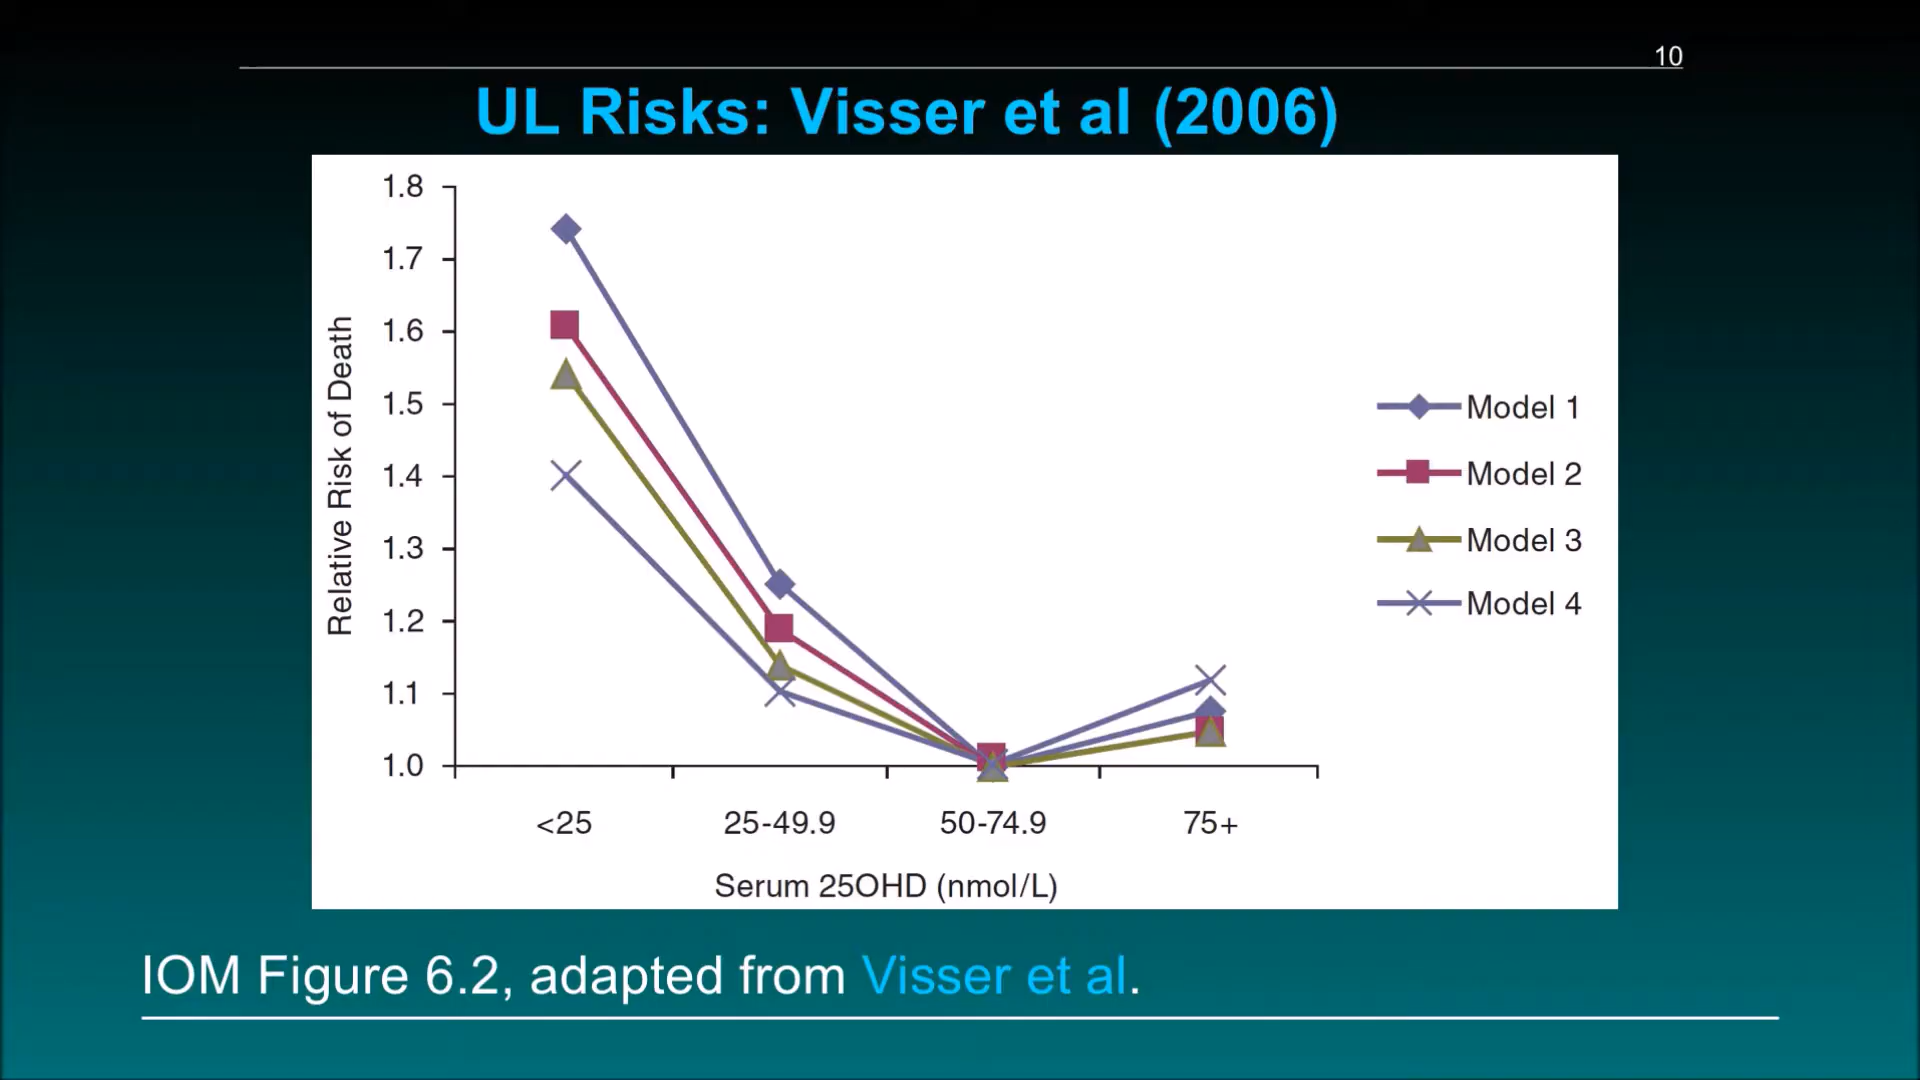 10
UL Risks: Visser et al (2006)
1.8
1.7
1.6
1.5
1.4
1.3
1.2
1.1
1.0
Relative Risk of Death
<25
25-49.9
50-74.9
75+
Serum 25OHD (nmol/L)
Model 1
Model 2
Model 3
Model 4
IOM Figure 6.2, adapted from Visser et al.